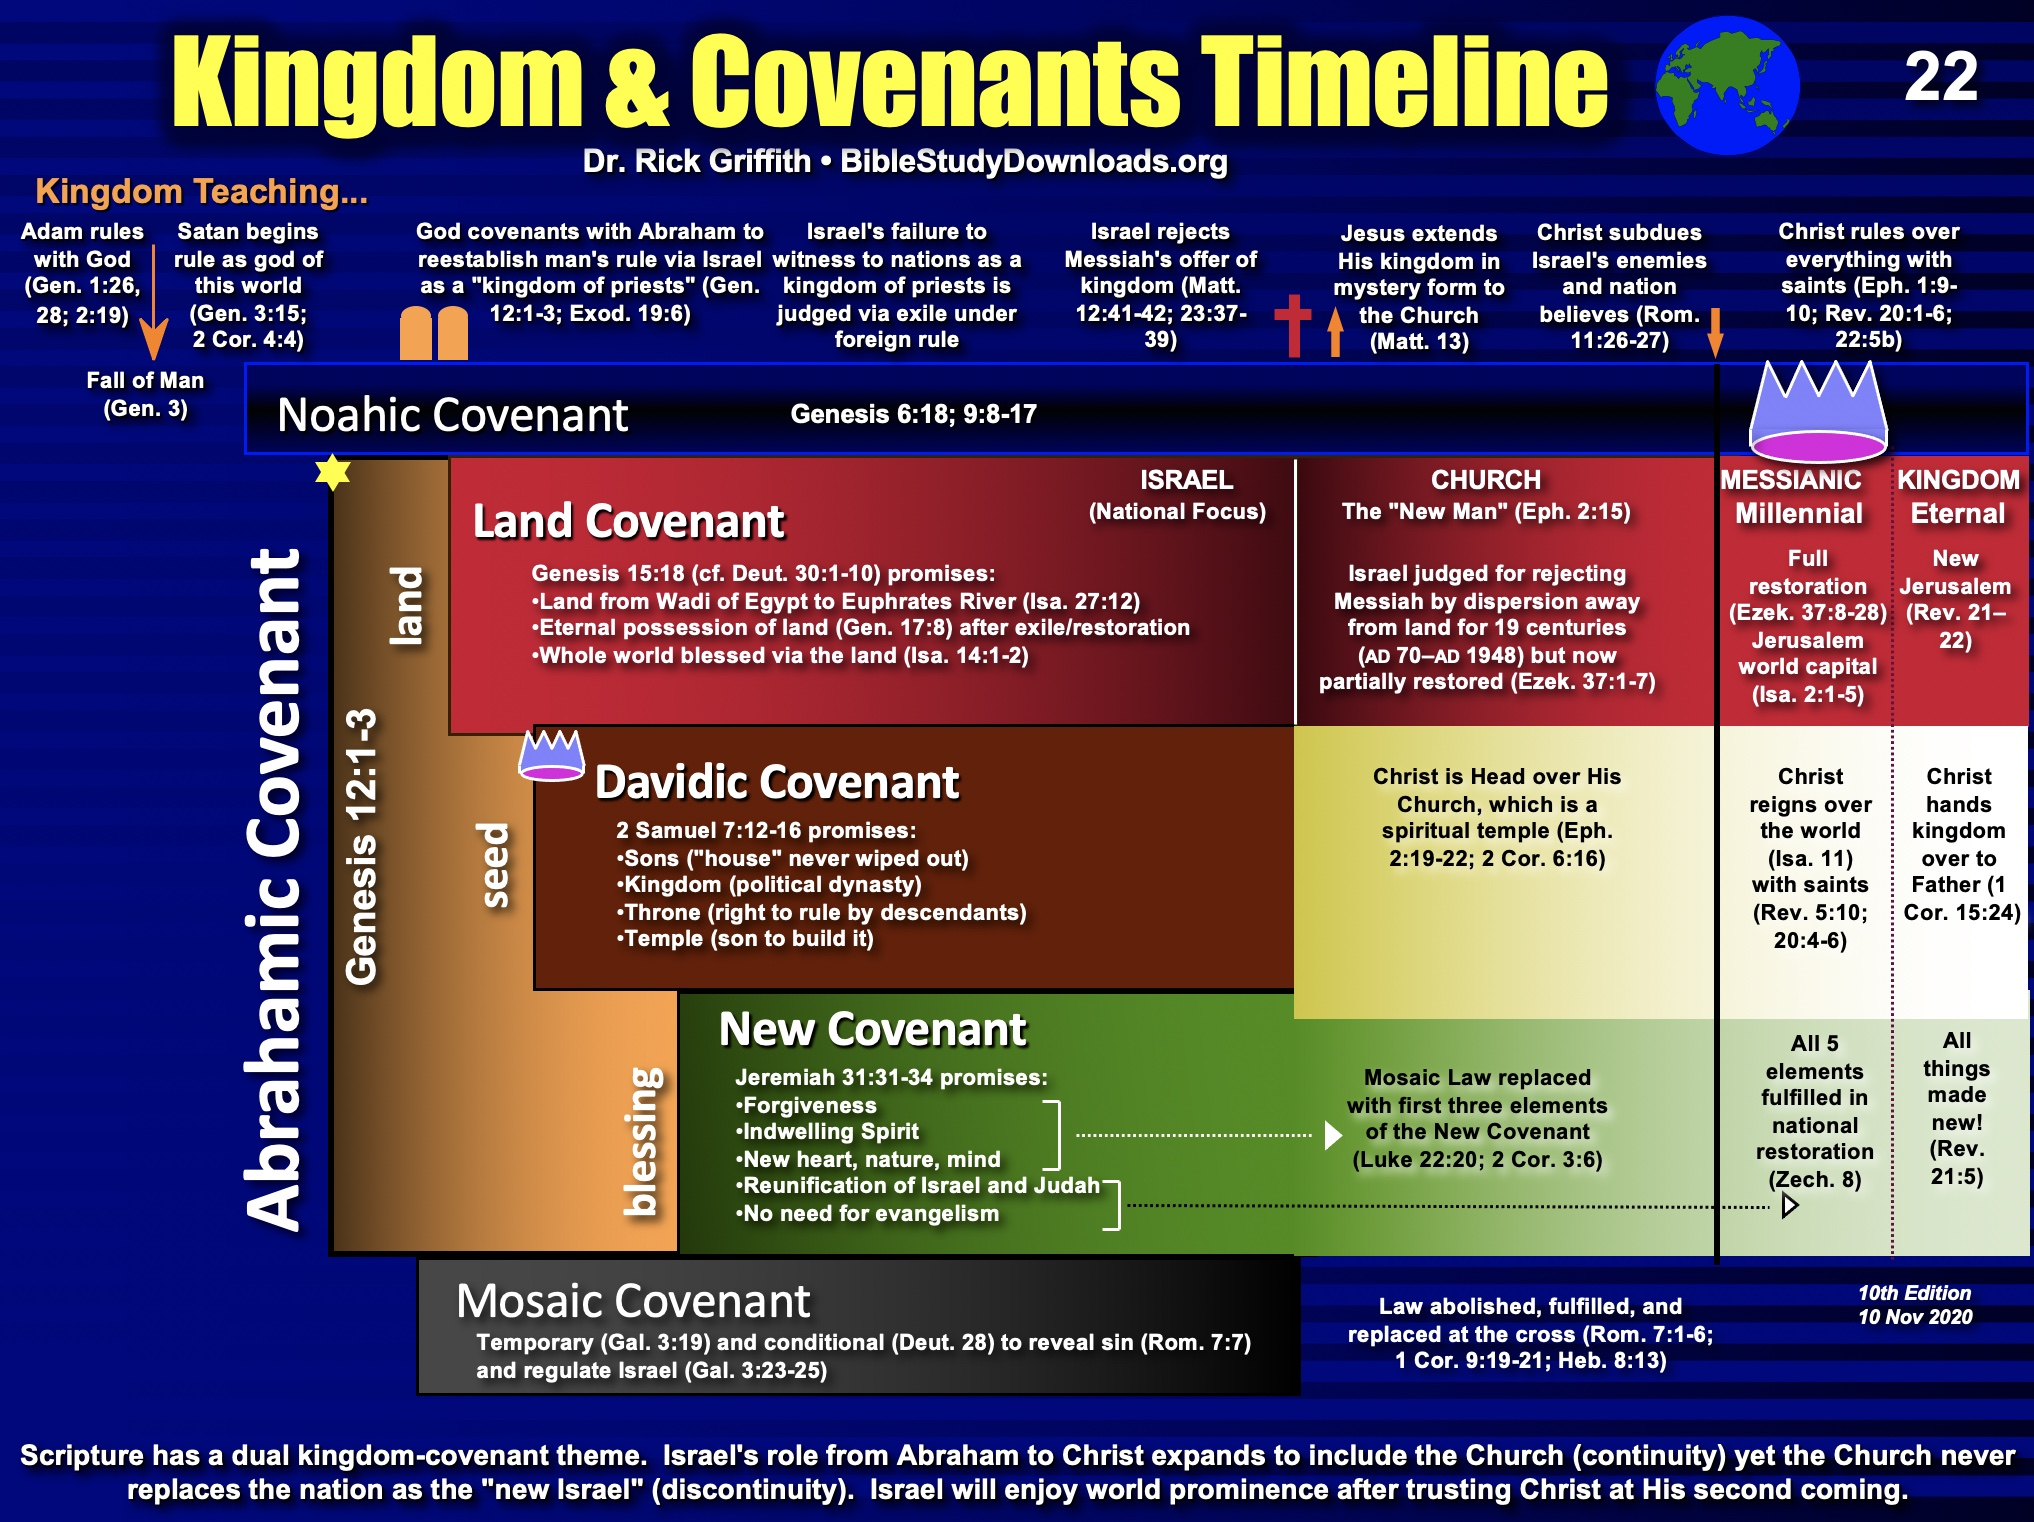 Kingdom & Covenants Timeline
22
Dr. Rick Griffith • BibleStudyDownloads.org
Kingdom Teaching...
Adam rules
with God
(Gen. 1:26,
28; 2:19)
Satan begins
rule as god of
this world
(Gen. 3:15;
2 Cor. 4:4)
Fall of Man
(Gen. 3)
God covenants with Abraham to
reestablish man's rule via Israel
as a "kingdom of priests" (Gen.
12:1-3; Exod. 19:6)
Israel's failure to
witness to nations as a
kingdom of priests is
judged via exile under
foreign rule
Israel rejects
Messiah's offer of
kingdom (Matt.
12:41-42; 23:37-
39)
Jesus extends
His kingdom in
mystery form to
the Church
(Matt. 13)
Christ subdues
Israel's enemies
and nation
believes (Rom.
11:26-27)
Christ rules over
everything with
saints (Eph. 1:9-
10; Rev. 20:1-6;
22:5b)
Noahic Covenant
Genesis 6:18; 9:8-17
Abrahamic Covenant
Genesis 12:1-3
land
seed
blessing
Land Covenant
Genesis 15:18 (cf. Deut. 30:1-10) promises:
•Land from Wadi of Egypt to Euphrates River (Isa. 27:12)
•Eternal possession of land (Gen. 17:8) after exile/restoration
•Whole world blessed via the land (Isa. 14:1-2)
ISRAEL
(National Focus)
CHURCH
The "New Man" (Eph. 2:15)
Israel judged for rejecting
Messiah by dispersion away
from land for 19 centuries
(AD 70–AD 1948) but now
partially restored (Ezek. 37:1-7)
MESSIANIC
Millennial
Full
restoration
(Ezek. 37:8-28)
Jerusalem
world capital
(Isa. 2:1-5)
KINGDOM
Eternal
New
Jerusalem
(Rev. 21–
22)
Davidic Covenant
2 Samuel 7:12-16 promises:
•Sons ("house" never wiped out)
•Kingdom (political dynasty)
•Throne (right to rule by descendants)
•Temple (son to build it)
Christ is Head over His
Church, which is a
spiritual temple (Eph.
2:19-22; 2 Cor. 6:16)
Christ
reigns over
the world
(Isa. 11)
with saints
(Rev. 5:10;
20:4-6)
Christ
hands
kingdom
over to
Father (1
Cor. 15:24)
New Covenant
Jeremiah 31:31-34 promises:
•Forgiveness
•Indwelling Spirit
•New heart, nature, mind
•Reunification of Israel and Judah
•No need for evangelism
Mosaic Law replaced
with first three elements
of the New Covenant
(Luke 22:20; 2 Cor. 3:6)
All 5
elements
fulfilled in
national
restoration
(Zech. 8)
All
things
made
new!
(Rev.
21:5)
Mosaic Covenant
Temporary (Gal. 3:19) and conditional (Deut. 28) to reveal sin (Rom. 7:7)
and regulate Israel (Gal. 3:23-25)
Law abolished, fulfilled, and
replaced at the cross (Rom. 7:1-6;
1 Cor. 9:19-21; Heb. 8:13)
10th Edition
10 Nov 2020
Scripture has a dual kingdom-covenant theme.  Israel's role from Abraham to Christ expands to include the Church (continuity) yet the Church never
replaces the nation as the "new Israel" (discontinuity).  Israel will enjoy world prominence after trusting Christ at His second coming.